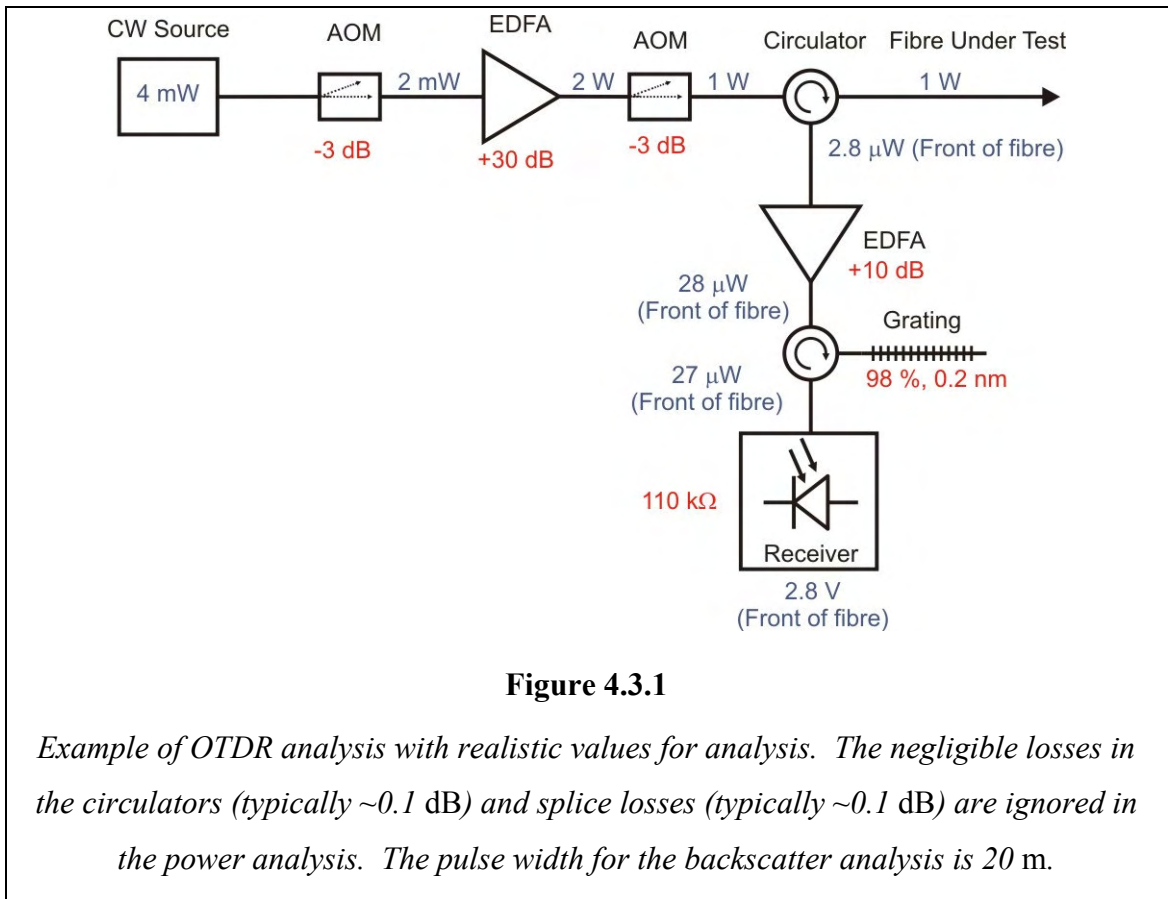 CW Source
AOM
EDFA
AOM
Circulator
Fibre Under Test
4 mW
2 mW
2 W
1 W
1 W
-3 dB
+30 dB
-3 dB
2.8 μW (Front of fibre)
EDFA
+10 dB
28 μW
(Front of fibre)
Grating
98 %, 0.2 nm
27 μW
(Front of fibre)
110 kΩ
Receiver
2.8 V
(Front of fibre)
Figure 4.3.1
Example of OTDR analysis with realistic values for analysis. The negligible losses in
the circulators (typically ~0.1 dB) and splice losses (typically ~0.1 dB) are ignored in
the power analysis. The pulse width for the backscatter analysis is 20 m.